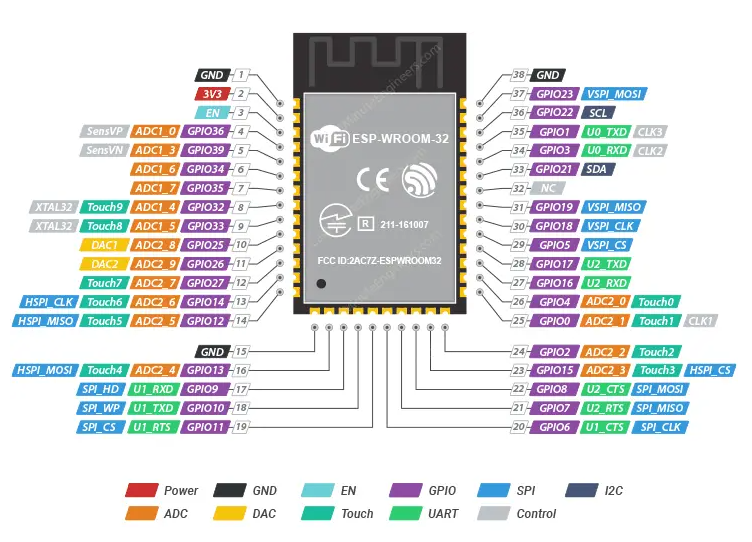 GND 1
3V3 2
EN 3
SensVP ADC1_0 GPIO36 4
SensVN ADC1_3 GPIO39 5
ADC1_6 GPIO34 6
ADC1_7 GPIO35 7
XTAL32 Touch9 ADC1_4 GPIO32 8
XTAL32 Touch8 ADC1_5 GPIO33 9
DAC1 ADC2_8 GPIO25 10
DAC2 ADC2_9 GPIO26 11
Touch7 ADC2_7 GPIO27 12
HSPI_CLK Touch6 ADC2_6 GPIO14 13
HSPI_MISO Touch5 ADC2_5 GPIO12 14
WiFi ESP-WROOM-32
CE
R 211-161007
FCC ID:2AC7Z-ESPWROOM32
38 GND
37 GPIO23 VSPI_MOSI
36 GPIO22 SCL
35 GPIO1 U0_TXD CLK3
34 GPIO3 U0_RXD CLK2
33 GPIO21 SDA
32 NC
31 GPIO19 VSPI_MISO
30 GPIO18 VSPI_CLK
29 GPIO5 VSPI_CS
28 GPIO17 U2_TXD
27 GPIO16 U2_RXD
26 GPIO4 ADC2_0 Touch0
25 GPIO0 ADC2_1 Touch1 CLK1
GND 15
HSPI_MOSI Touch4 ADC2_4 GPIO13 16
SPI_HD U1_RXD GPIO9 17
SPI_WP U1_TXD GPIO10 18
SPI_CS U1_RTS GPIO11 19
24 GPIO2 ADC2_2 Touch2
23 GPIO15 ADC2_3 Touch3 HSPI_CS
22 GPIO8 U2_CTS SPI_MOSI
21 GPIO7 U2_RTS SPI_MISO
20 GPIO6 U1_CTS SPI_CLK
Power GND EN GPIO SPI I2C
ADC DAC Touch UART Control